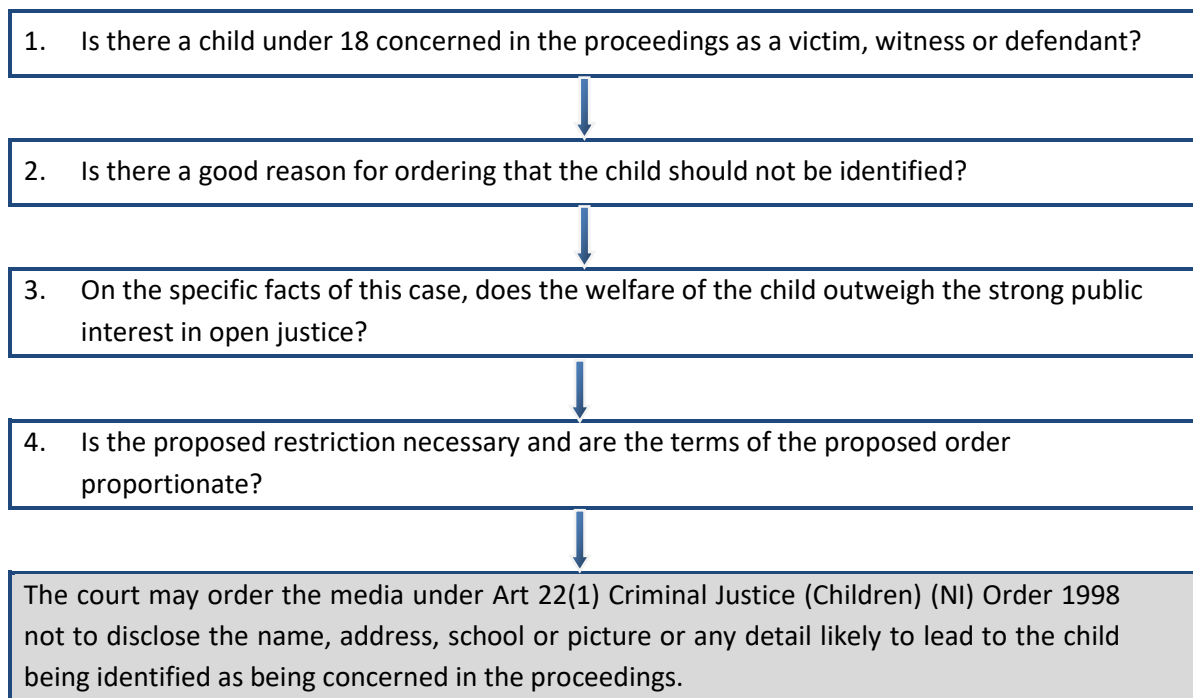 1. Is there a child under 18 concerned in the proceedings as a victim, witness or defendant?
2. Is there a good reason for ordering that the child should not be identified?
3. On the specific facts of this case, does the welfare of the child outweigh the strong public
interest in open justice?
4. Is the proposed restriction necessary and are the terms of the proposed order
proportionate?
The court may order the media under Art 22(1) Criminal Justice (Children) (NI) Order 1998
not to disclose the name, address, school or picture or any detail likely to lead to the child
being identified as being concerned in the proceedings.